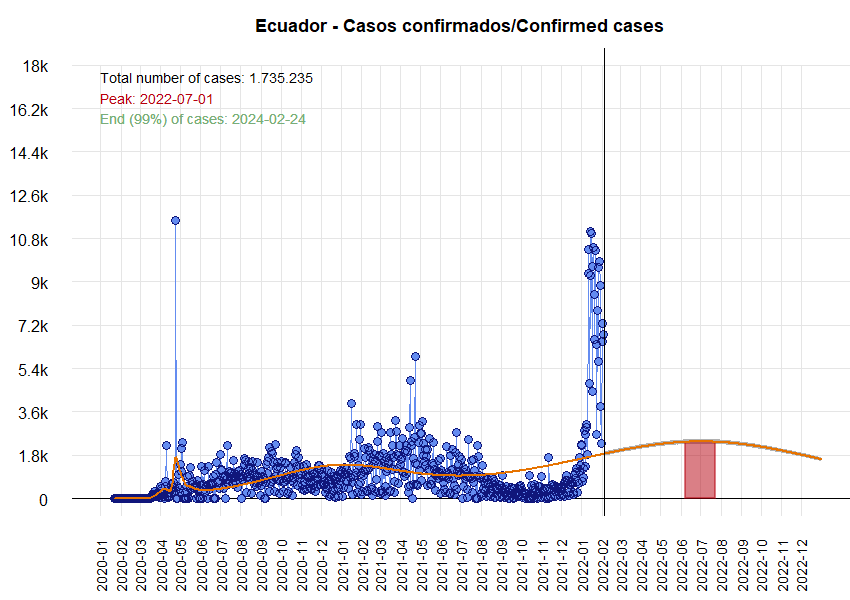 Ecuador - Casos confirmados/Confirmed cases
18k
Total number of cases: 1.735.235
Peak: 2022-07-01
16.2k
End (99%) of cases: 2024-02-24
14.4k
12.6k
10.8k
9k
7.2k
5.4k
3.6k
1.8k
0
2020-01
2020-02
2020-03
2020-04
2020-05
2020-06
2020-07
2020-08
2020-09
2020-10
2020-11
2020-12
2021-01
2021-02
2021-03
2021-04
2021-05
2021-06
2021-07
2021-08
2021-09
2021-10
2021-11
2021-12
2022-01
2022-02
2022-03
2022-04
2022-05
2022-06
2022-07
2022-08
2022-09
2022-10
2022-11
2022-12